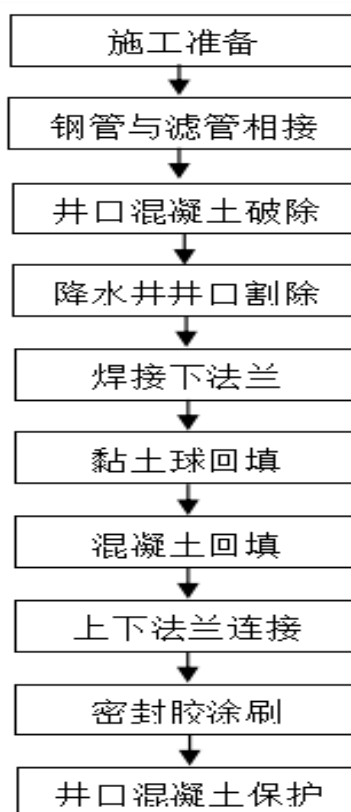 施工准备
钢管与滤管相接
井口混凝土破除
降水井井口割除
焊接下法兰
黏土球回填
混凝土回填
上下法兰连接
密封胶涂刷
井口混凝土保护